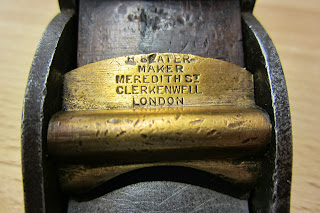 H. SLATER
MAKER
MEREDITH ST
CLERKENWELL
LONDON